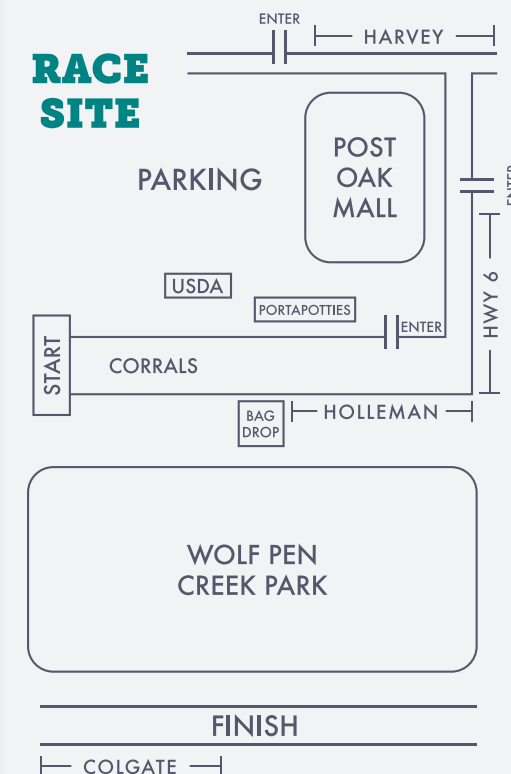 ENTER
HARVEY
RACE
SITE
POST
OAK
MALL
PARKING
ENTER
USDA
HWY 6
PORTAPOTTIES
ENTER
START
CORRALS
BAG
DROP
HOLLEMAN
WOLF PEN
CREEK PARK
FINISH
COLGATE